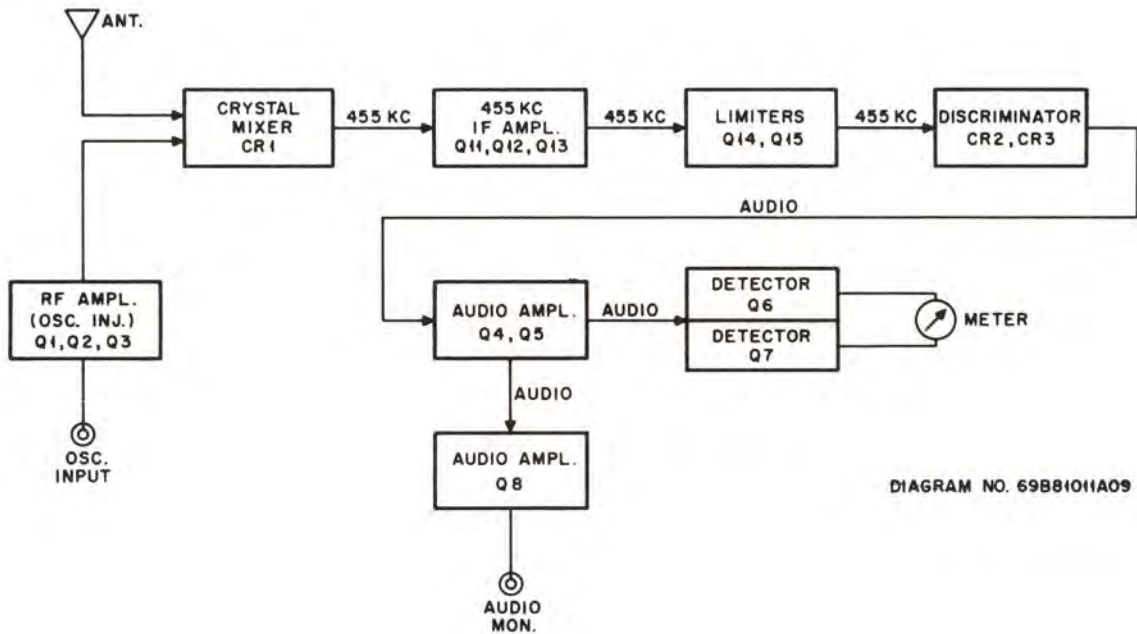 ANT.
CRYSTAL
MIXER
CR1
455 KC
455 KC
IF AMPL.
Q11, Q12, Q13
455 KC
LIMITERS
Q14, Q15
455 KC
DISCRIMINATOR
CR2, CR3
AUDIO
RF AMPL.
(OSC. INJ.)
Q1, Q2, Q3
OSC.
INPUT
AUDIO AMPL.
Q4, Q5
AUDIO
DETECTOR
Q6
DETECTOR
Q7
METER
AUDIO
AUDIO AMPL.
Q8
AUDIO
MON.
DIAGRAM NO. 69B81011A09